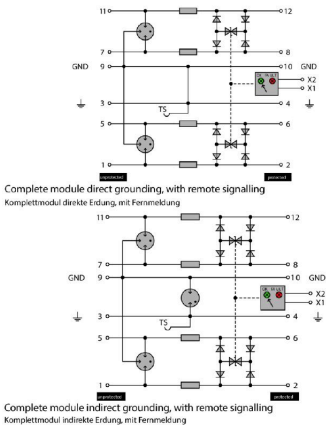 11 12
7 8
GND 9 10 GND
X2
X1
3 4
TS
5 6
1 2
unprotected protected
Complete module direct grounding, with remote signalling
Komplettmodul direkte Erdung, mit Fernmeldung
11 12
7 8
GND 9 10 GND
X2
X1
3 4
TS
5 6
1 2
unprotected protected
Complete module indirect grounding, with remote signalling
Komplettmodul indirekte Erdung, mit Fernmeldung